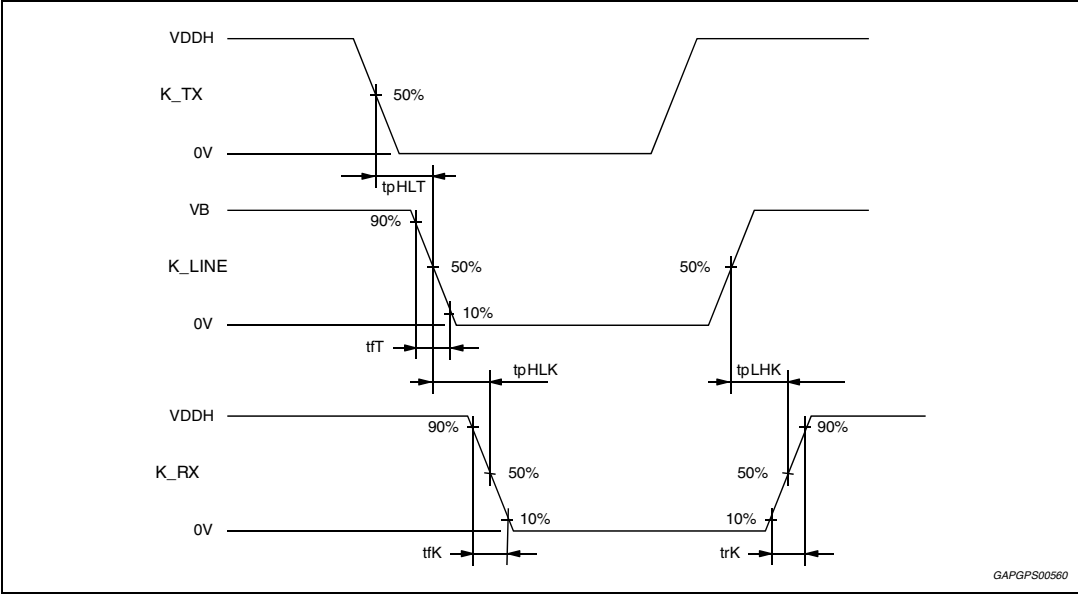 VDDH
K_TX
50%
0V
tpHLT
VB
90%
K_LINE
50%
50%
0V
10%
tfT
tpHLK
tpLHK
VDDH
90%
90%
K_RX
50%
50%
0V
10%
10%
tfK
trK
GAPGPS00560